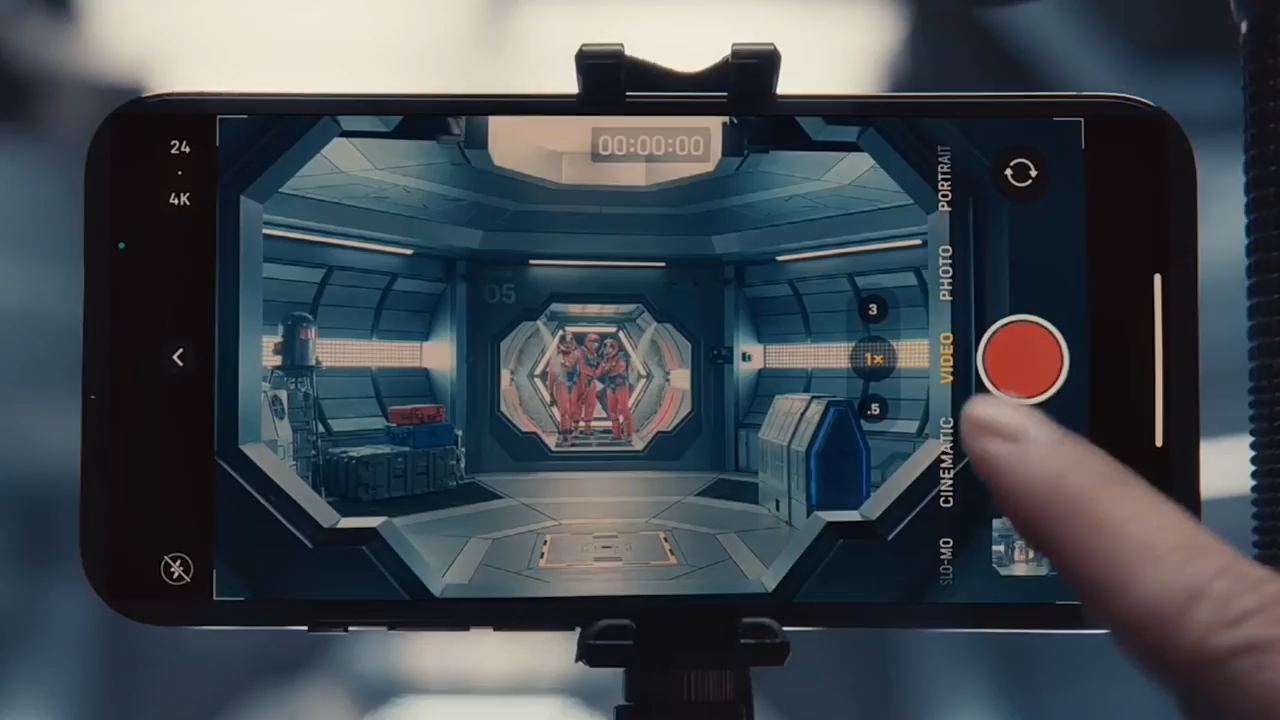 24
·
4K
00:00:00
05
3
1×
.5
PORTRAIT
PHOTO
VIDEO
CINEMATIC
SLO-MO